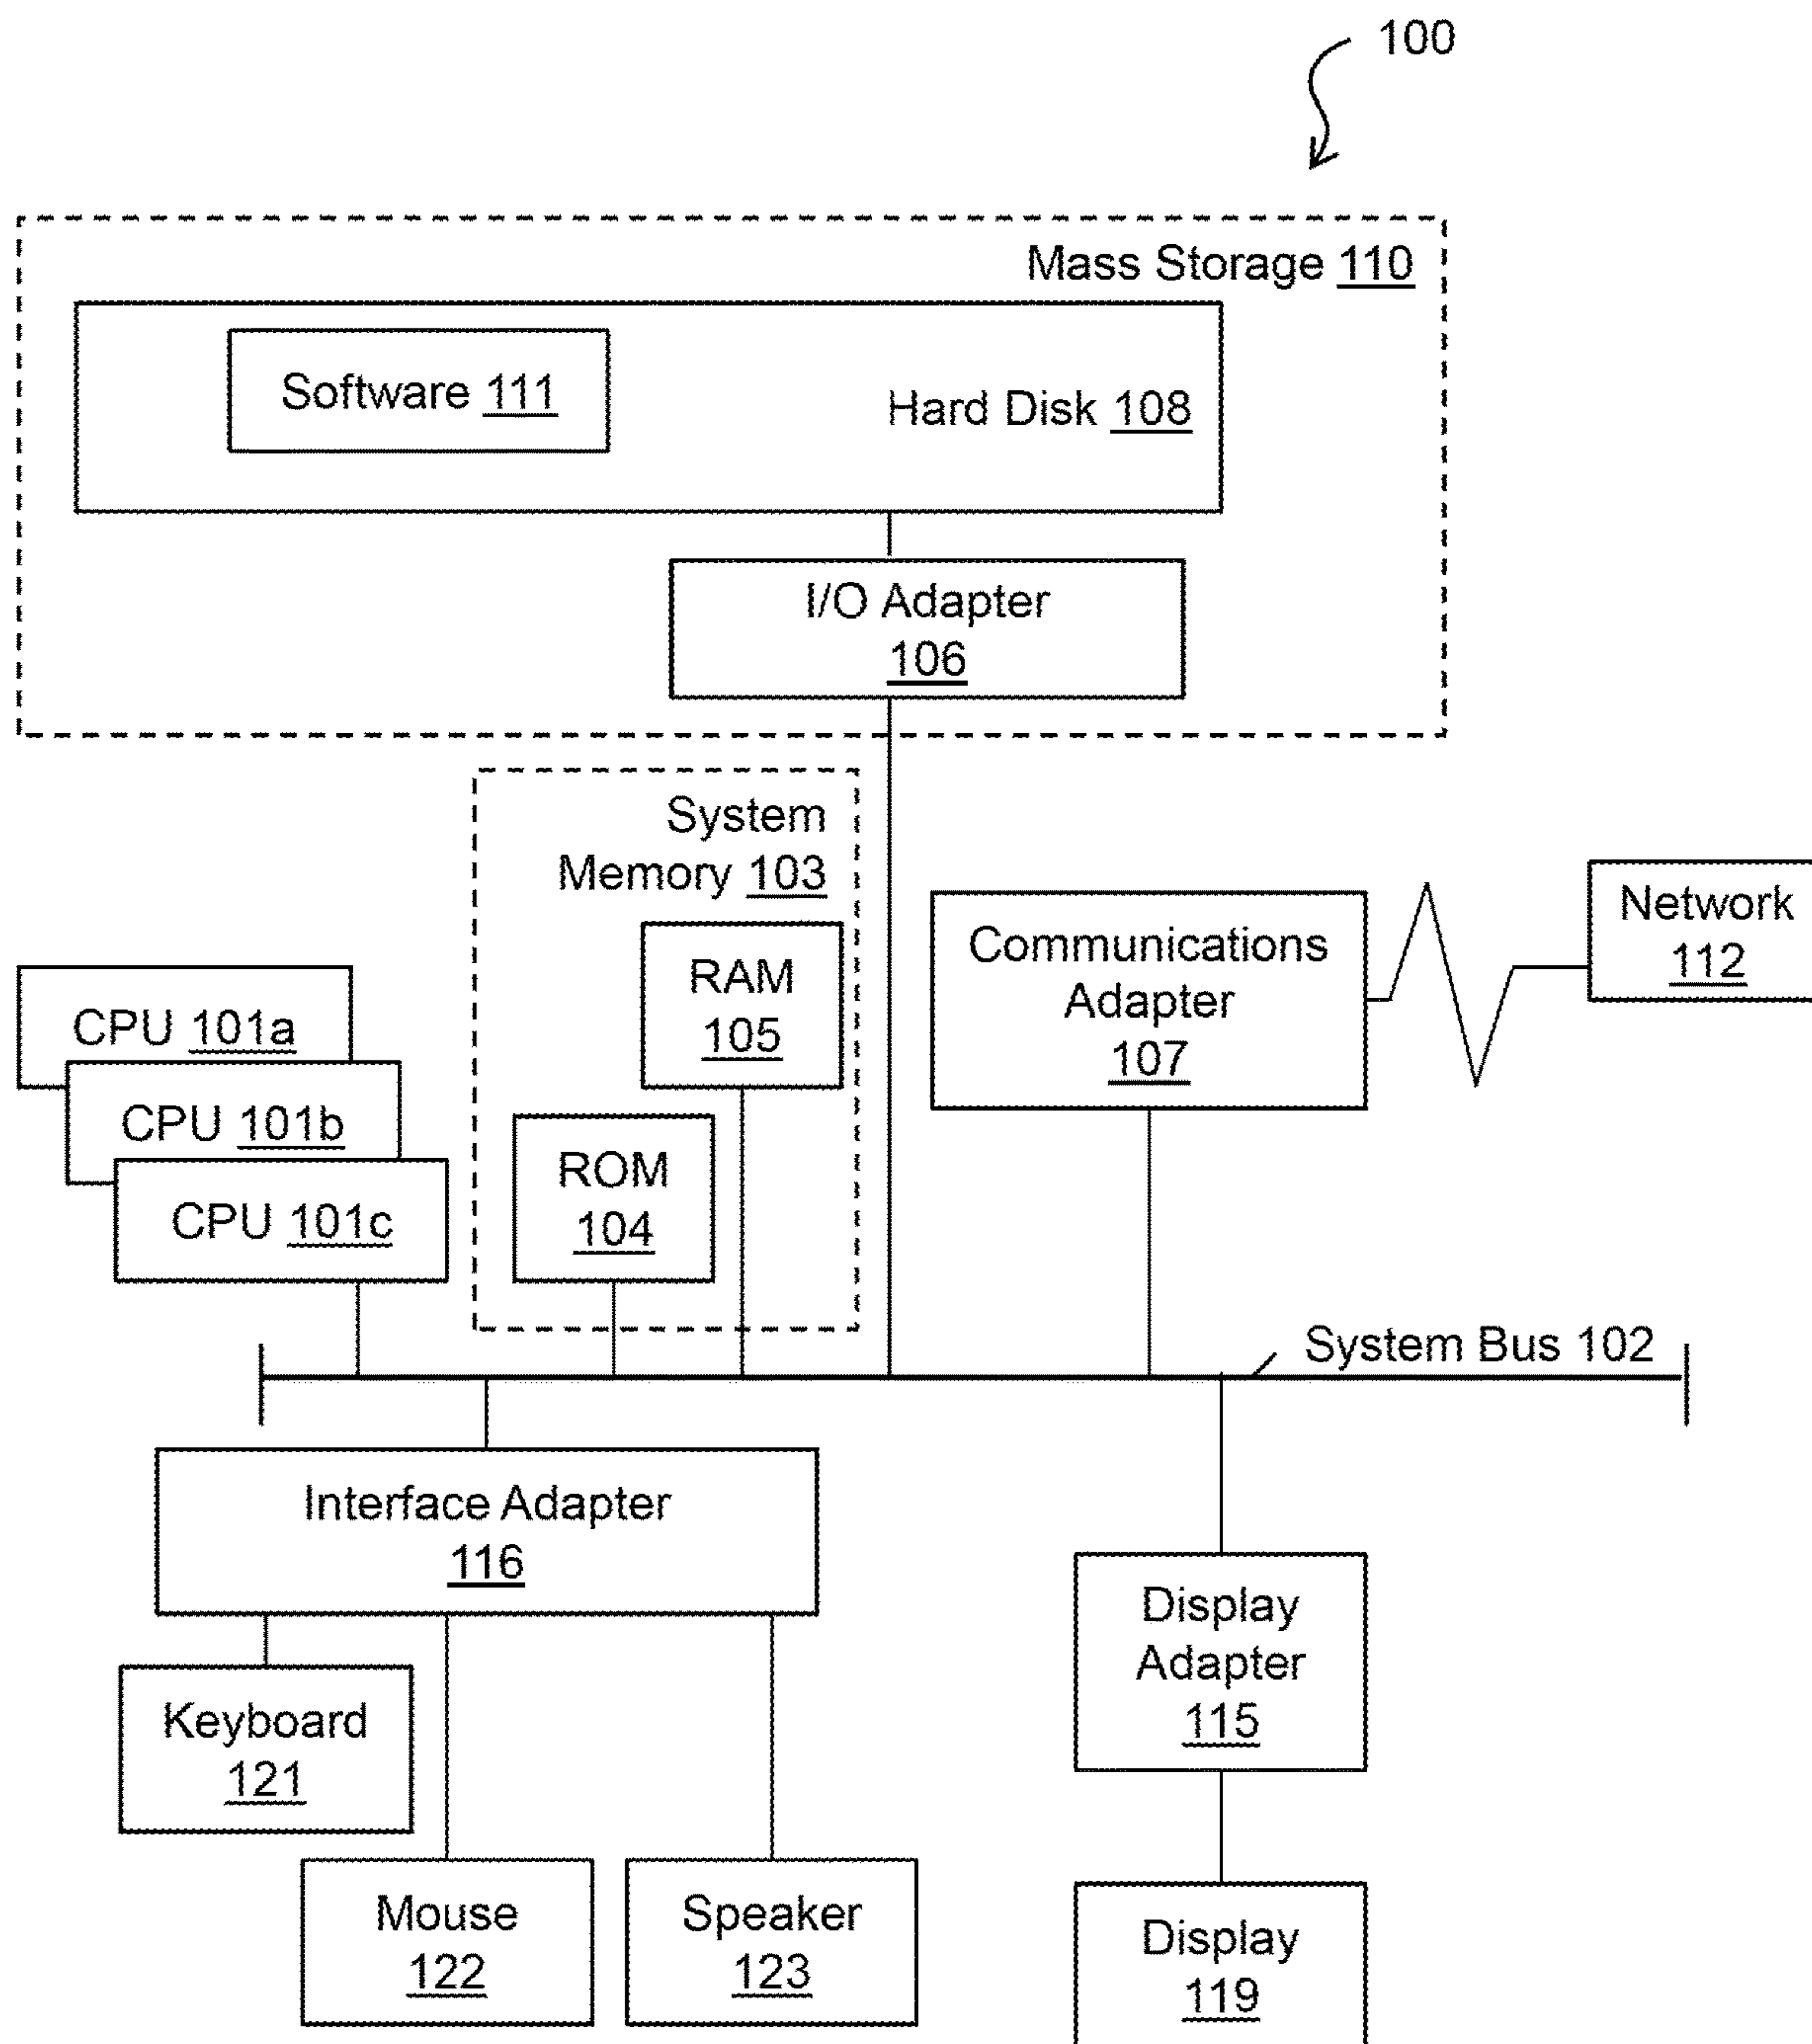 100
Mass Storage 110
Software 111
Hard Disk 108
I/O Adapter
106
System
Memory 103
RAM
105
ROM
104
CPU 101a
CPU 101b
CPU 101c
Communications
Adapter
107
Network
112
System Bus 102
Interface Adapter
116
Keyboard
121
Mouse
122
Speaker
123
Display
Adapter
115
Display
119